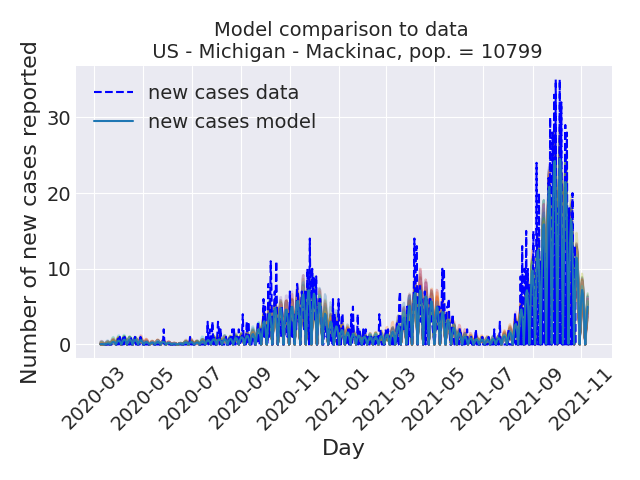 Model comparison to data
US - Michigan - Mackinac, pop. = 10799
Number of new cases reported
new cases data
new cases model
30
20
10
0
2020-03
2020-05
2020-07
2020-09
2020-11
2021-01
2021-03
2021-05
2021-07
2021-09
2021-11
Day